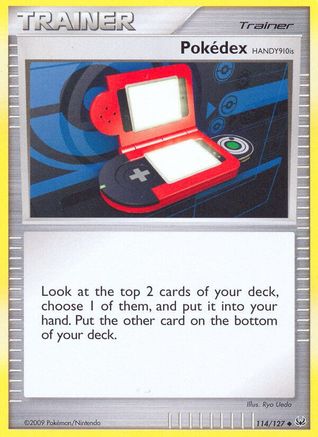 TRAINER
Trainer
Pokédex HANDY910is
Look at the top 2 cards of your deck,
choose 1 of them, and put it into your
hand. Put the other card on the bottom
of your deck.
Illus. Ryo Ueda
©2009 Pokémon/Nintendo
114/127